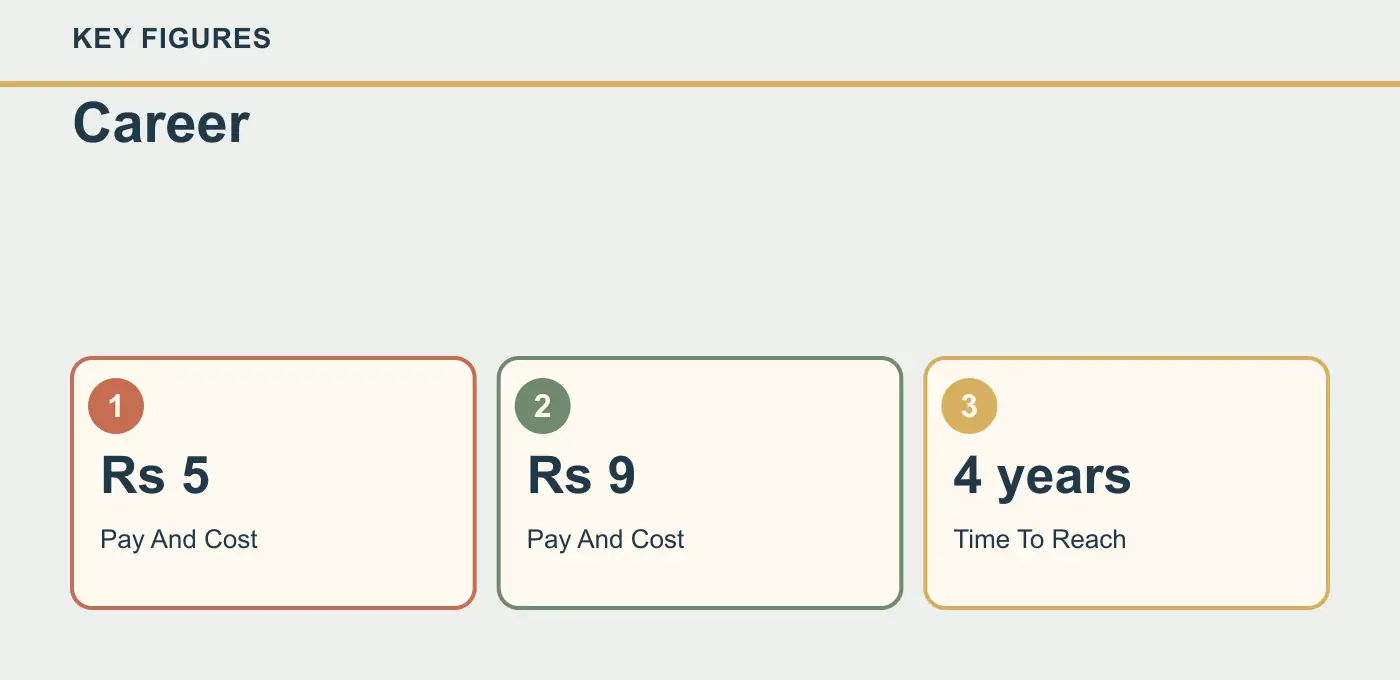 KEY FIGURES
Career
1
Rs 5
Pay And Cost
2
Rs 9
Pay And Cost
3
4 years
Time To Reach